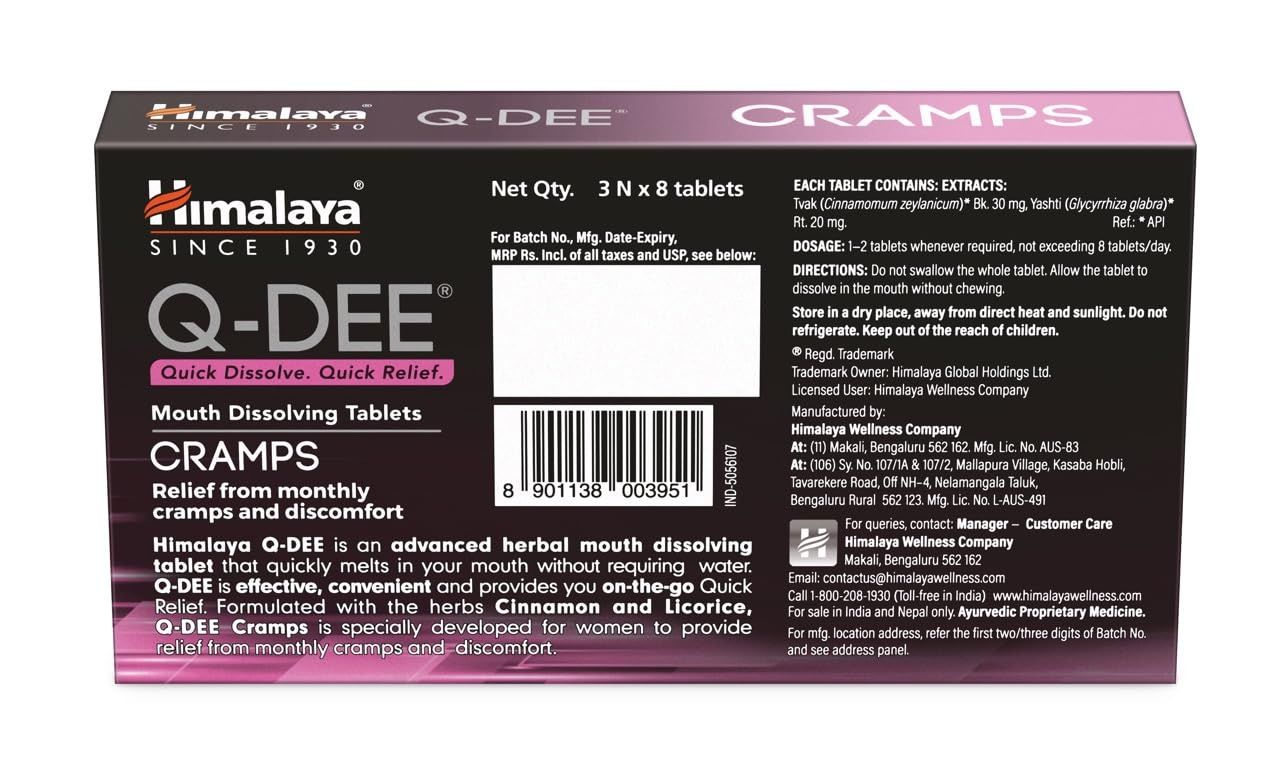 Himalaya®
SINCE 1930
Q-DEE®
CRAMPS
Himalaya®
SINCE 1930
Q-DEE®
Quick Dissolve. Quick Relief.
Mouth Dissolving Tablets
CRAMPS
Relief from monthly
cramps and discomfort
Himalaya Q-DEE is an advanced herbal mouth dissolving
tablet that quickly melts in your mouth without requiring water.
Q-DEE is effective, convenient and provides you on-the-go Quick
Relief. Formulated with the herbs Cinnamon and Licorice,
Q-DEE Cramps is specially developed for women to provide
relief from monthly cramps and discomfort.
Net Qty. 3 N x 8 tablets
For Batch No., Mfg. Date-Expiry,
MRP Rs. Incl. of all taxes and USP, see below:
8 901138 003951
IND-5056107
EACH TABLET CONTAINS: EXTRACTS:
Tvak (Cinnamomum zeylanicum)* Bk. 30 mg, Yashti (Glycyrrhiza glabra)*
Rt. 20 mg. Ref.: * API
DOSAGE: 1–2 tablets whenever required, not exceeding 8 tablets/day.
DIRECTIONS: Do not swallow the whole tablet. Allow the tablet to
dissolve in the mouth without chewing.
Store in a dry place, away from direct heat and sunlight. Do not
refrigerate. Keep out of the reach of children.
® Regd. Trademark
Trademark Owner: Himalaya Global Holdings Ltd.
Licensed User: Himalaya Wellness Company
Manufactured by:
Himalaya Wellness Company
At: (11) Makali, Bengaluru 562 162. Mfg. Lic. No. AUS-83
At: (106) Sy. No. 107/1A & 107/2, Mallapura Village, Kasaba Hobli,
Tavarekere Road, Off NH-4, Nelamangala Taluk,
Bengaluru Rural 562 123. Mfg. Lic. No. L-AUS-491
For queries, contact: Manager – Customer Care
Himalaya Wellness Company
Makali, Bengaluru 562 162
Email: contactus@himalayawellness.com
Call 1-800-208-1930 (Toll-free in India) www.himalayawellness.com
For sale in India and Nepal only. Ayurvedic Proprietary Medicine.
For mfg. location address, refer the first two/three digits of Batch No.
and see address panel.